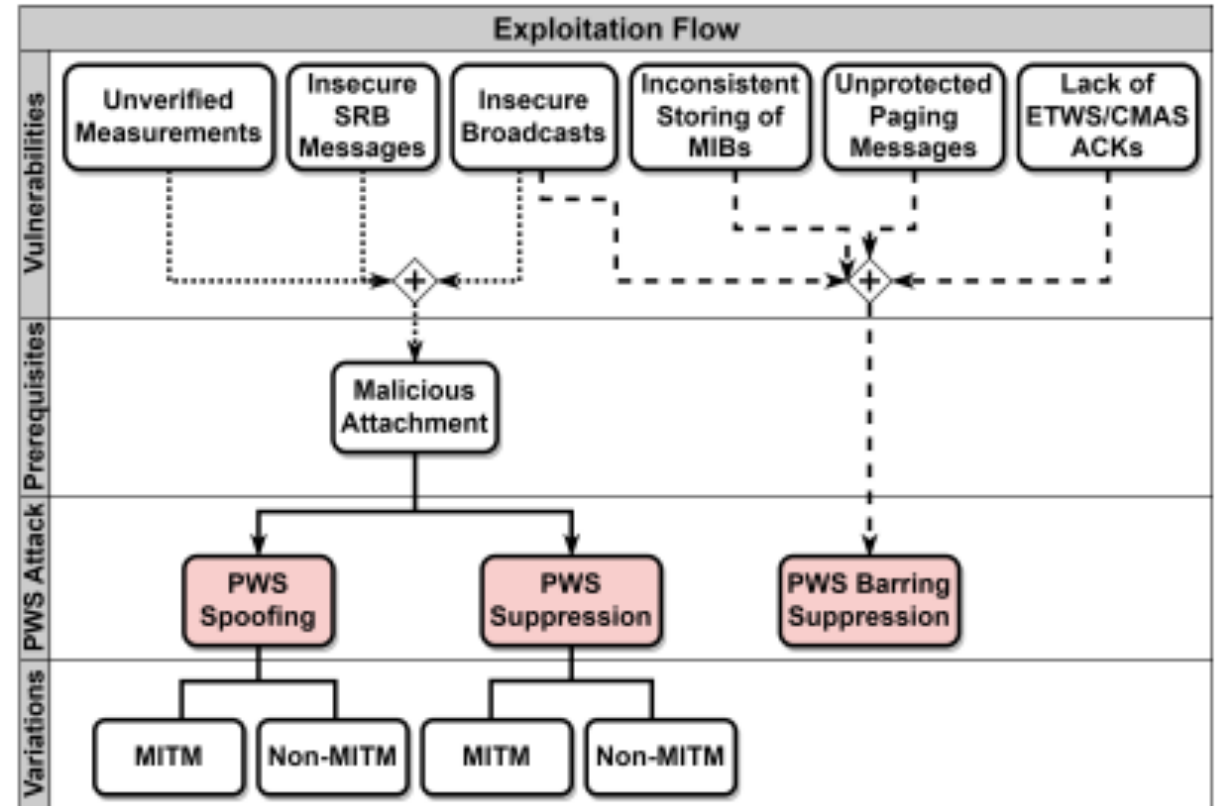 Exploitation Flow
Vulnerabilities
Unverified
Measurements
Insecure
SRB
Messages
Insecure
Broadcasts
Inconsistent
Storing of
MIBs
Unprotected
Paging
Messages
Lack of
ETWS/CMAS
ACKs
+
+
Prerequisites
Malicious
Attachment
PWS Attack
PWS
Spoofing
PWS
Suppression
PWS Barring
Suppression
Variations
MITM
Non-MITM
MITM
Non-MITM